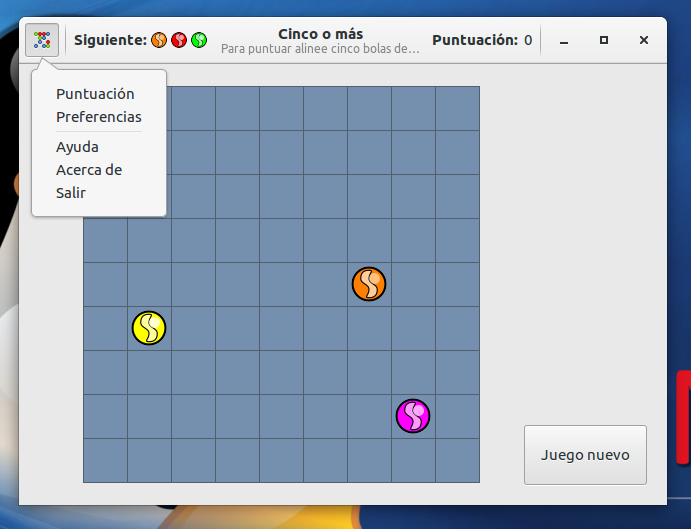 Siguiente:
Cinco o más
Para puntuar alinee cinco bolas de…
Puntuación: 0
Puntuación
Preferencias
Ayuda
Acerca de
Salir
Juego nuevo